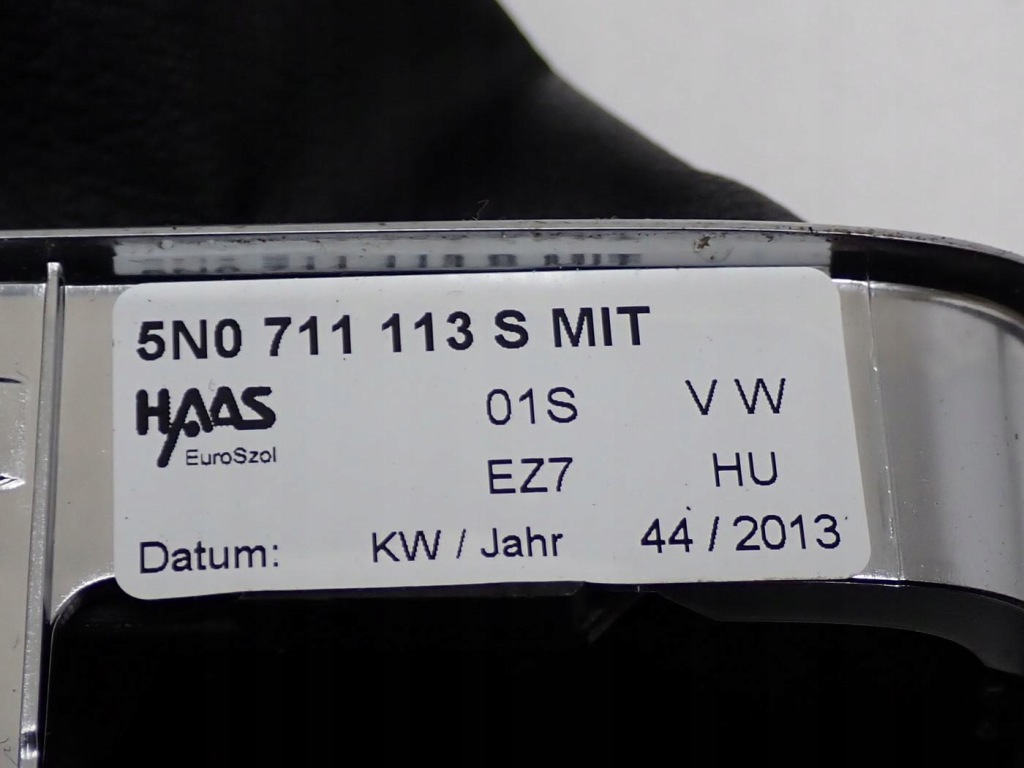 5N0 711 113 S MIT
HAAS 01S V W
EuroSzol
EZ7 HU
Datum: KW / Jahr 44 / 2013